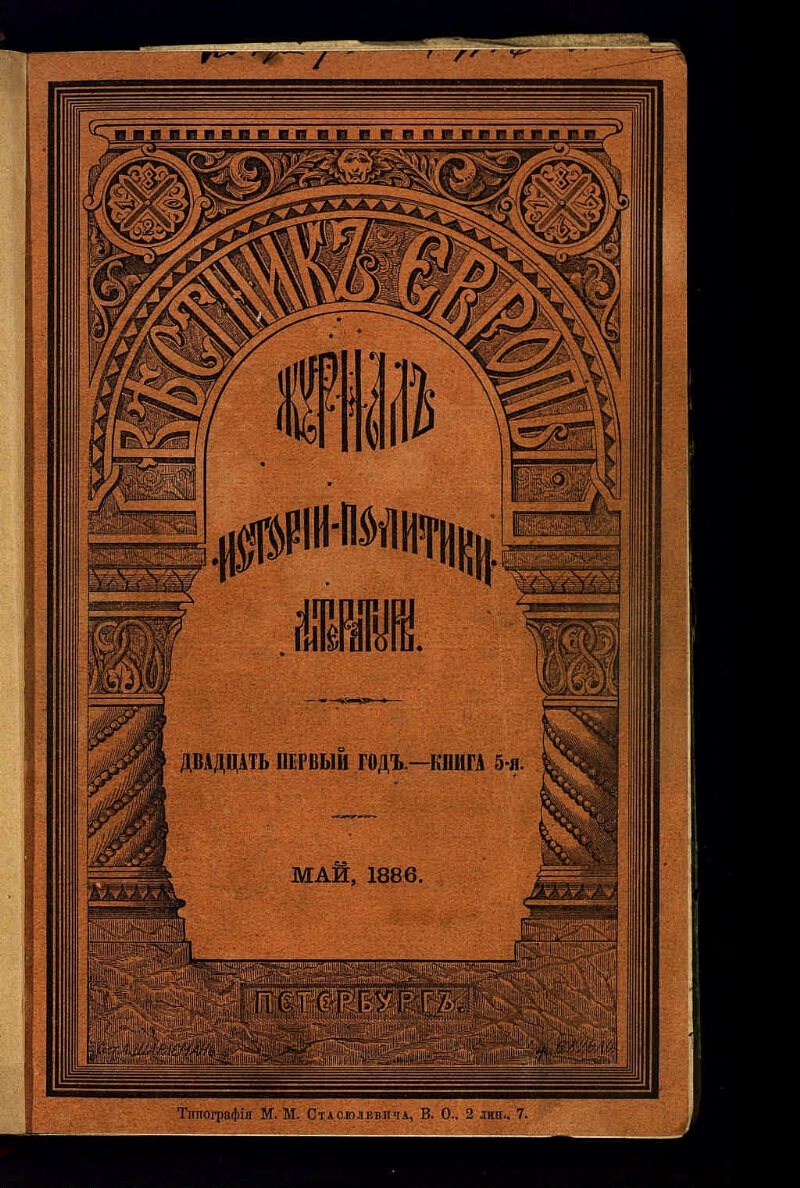 ВѢСТНИКЪ ЕВРОПЫ
ЖУРНАЛЪ
ИСТОРІИ-ПОЛИТИКИ
ЛИТЕРАТУРЫ.
ДВАДЦАТЬ ПЕРВЫЙ ГОДЪ.—КНИГА 5-я.
МАЙ, 1886.
ПЕТЕРБУРГЪ.
Типографія М. М. Стасюлевича, В. О., 2 лин., 7.